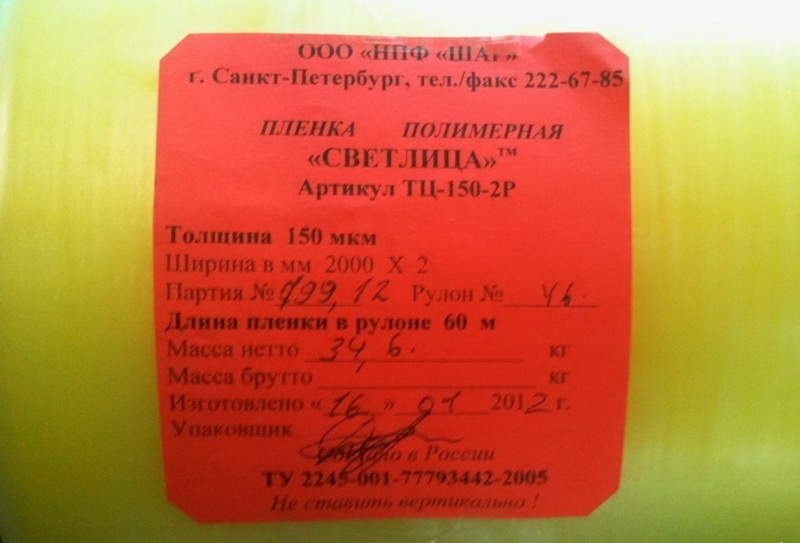 ООО «НПФ «ШАГ»
г. Санкт-Петербург, тел./факс 222-67-85
ПЛЕНКА ПОЛИМЕРНАЯ
«СВЕТЛИЦА»™
Артикул ТЦ-150-2Р
Толщина 150 мкм
Ширина в мм 2000 X 2
Партия № 799,12 Рулон № 46.
Длина пленки в рулоне 60 м
Масса нетто 34,6. кг
Масса брутто кг
Изготовлено «16» 01 2012 г.
Упаковщик
Сделано в России
ТУ 2245-001-77793442-2005
Не ставить вертикально !